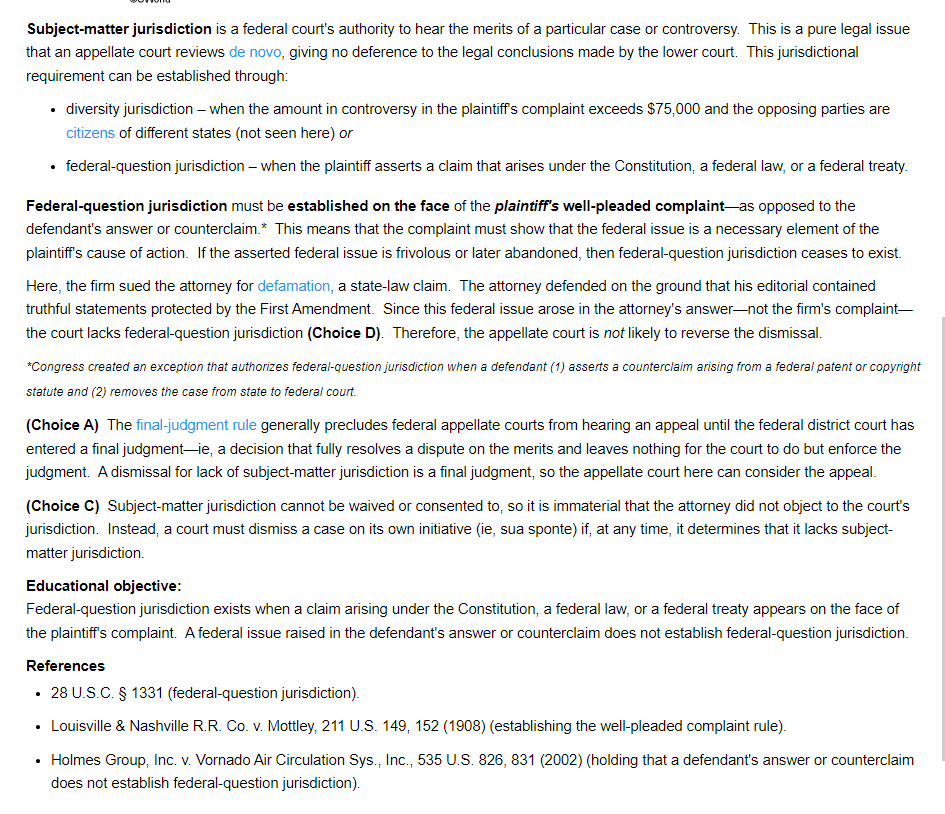 Subject-matter jurisdiction is a federal court's authority to hear the merits of a particular case or controversy.  This is a pure legal issue
that an appellate court reviews de novo, giving no deference to the legal conclusions made by the lower court.  This jurisdictional
requirement can be established through:
• diversity jurisdiction – when the amount in controversy in the plaintiff's complaint exceeds $75,000 and the opposing parties are
citizens of different states (not seen here) or
• federal-question jurisdiction – when the plaintiff asserts a claim that arises under the Constitution, a federal law, or a federal treaty.
Federal-question jurisdiction must be established on the face of the plaintiff's well-pleaded complaint—as opposed to the
defendant's answer or counterclaim.*  This means that the complaint must show that the federal issue is a necessary element of the
plaintiff's cause of action.  If the asserted federal issue is frivolous or later abandoned, then federal-question jurisdiction ceases to exist.
Here, the firm sued the attorney for defamation, a state-law claim.  The attorney defended on the ground that his editorial contained
truthful statements protected by the First Amendment.  Since this federal issue arose in the attorney's answer—not the firm's complaint—
the court lacks federal-question jurisdiction (Choice D).  Therefore, the appellate court is not likely to reverse the dismissal.
*Congress created an exception that authorizes federal-question jurisdiction when a defendant (1) asserts a counterclaim arising from a federal patent or copyright
statute and (2) removes the case from state to federal court.
(Choice A)  The final-judgment rule generally precludes federal appellate courts from hearing an appeal until the federal district court has
entered a final judgment—ie, a decision that fully resolves a dispute on the merits and leaves nothing for the court to do but enforce the
judgment.  A dismissal for lack of subject-matter jurisdiction is a final judgment, so the appellate court here can consider the appeal.
(Choice C)  Subject-matter jurisdiction cannot be waived or consented to, so it is immaterial that the attorney did not object to the court's
jurisdiction.  Instead, a court must dismiss a case on its own initiative (ie, sua sponte) if, at any time, it determines that it lacks subject-
matter jurisdiction.
Educational objective:
Federal-question jurisdiction exists when a claim arising under the Constitution, a federal law, or a federal treaty appears on the face of
the plaintiff's complaint.  A federal issue raised in the defendant's answer or counterclaim does not establish federal-question jurisdiction.
References
• 28 U.S.C. § 1331 (federal-question jurisdiction).
• Louisville & Nashville R.R. Co. v. Mottley, 211 U.S. 149, 152 (1908) (establishing the well-pleaded complaint rule).
• Holmes Group, Inc. v. Vornado Air Circulation Sys., Inc., 535 U.S. 826, 831 (2002) (holding that a defendant's answer or counterclaim
does not establish federal-question jurisdiction).